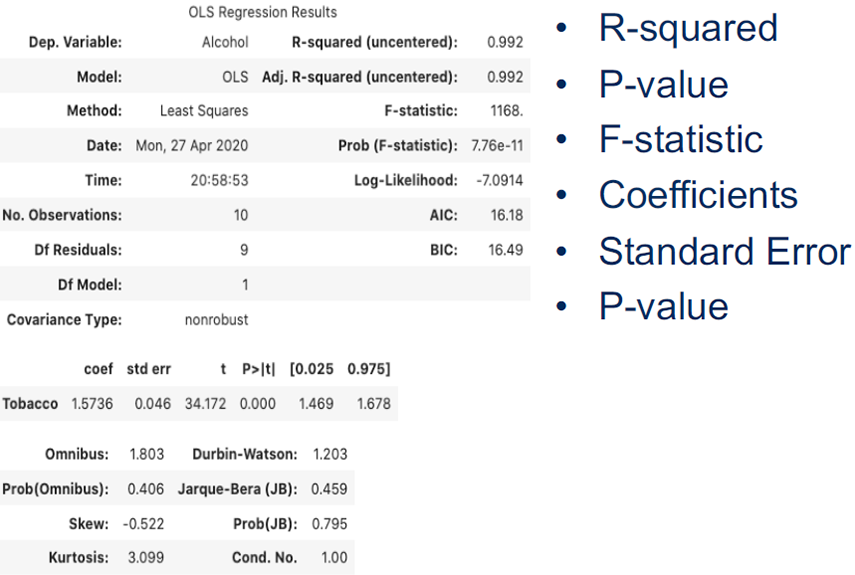 OLS Regression Results
Dep. Variable: Alcohol R-squared (uncentered): 0.992
Model: OLS Adj. R-squared (uncentered): 0.992
Method: Least Squares F-statistic: 1168.
Date: Mon, 27 Apr 2020 Prob (F-statistic): 7.76e-11
Time: 20:58:53 Log-Likelihood: -7.0914
No. Observations: 10 AIC: 16.18
Df Residuals: 9 BIC: 16.49
Df Model: 1
Covariance Type: nonrobust
coef std err t P>|t| [0.025 0.975]
Tobacco 1.5736 0.046 34.172 0.000 1.469 1.678
Omnibus: 1.803 Durbin-Watson: 1.203
Prob(Omnibus): 0.406 Jarque-Bera (JB): 0.459
Skew: -0.522 Prob(JB): 0.795
Kurtosis: 3.099 Cond. No. 1.00
• R-squared
• P-value
• F-statistic
• Coefficients
• Standard Error
• P-value